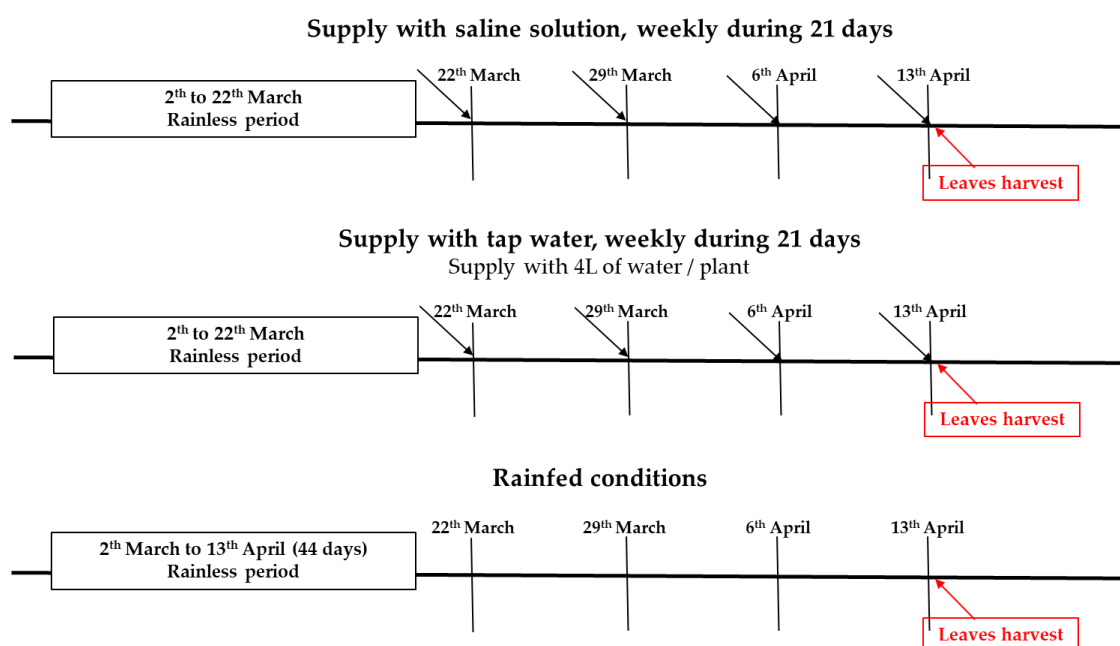 Supply with saline solution, weekly during 21 days
22th March
29th March
6th April
13th April
2th to 22th March
Rainless period
Leaves harvest
Supply with tap water, weekly during 21 days
Supply with 4L of water / plant
22th March
29th March
6th April
13th April
2th to 22th March
Rainless period
Leaves harvest
Rainfed conditions
22th March
29th March
6th April
13th April
2th March to 13th April (44 days)
Rainless period
Leaves harvest